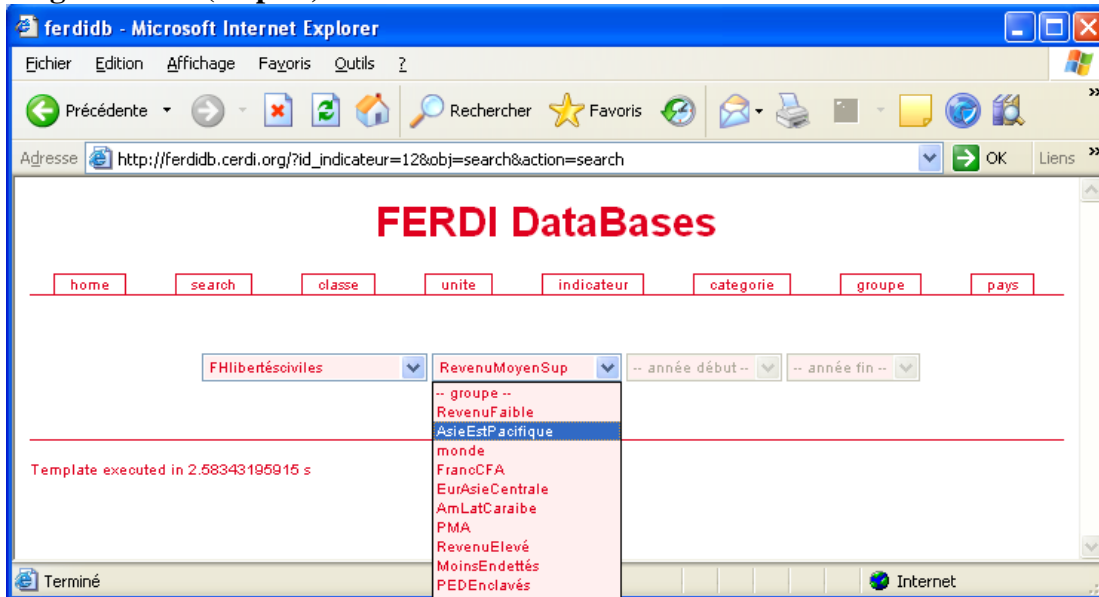 ferdidb - Microsoft Internet Explorer
Fichier Edition Affichage Favoris Outils ?
Précédente Rechercher Favoris »
Adresse http://ferdidb.cerdi.org/?id_indicateur=12&obj=search&action=search OK Liens »
FERDI DataBases
home search classe unite indicateur categorie groupe pays
FHlibertésciviles RevenuMoyenSup -- année début -- -- année fin --
-- groupe --
RevenuFaible
AsieEstPacifique
monde
FrancCFA
EurAsieCentrale
AmLatCaraibe
PMA
RevenuElevé
MoinsEndettés
PEDEnclavés
Template executed in 2.58343195915 s
Terminé Internet